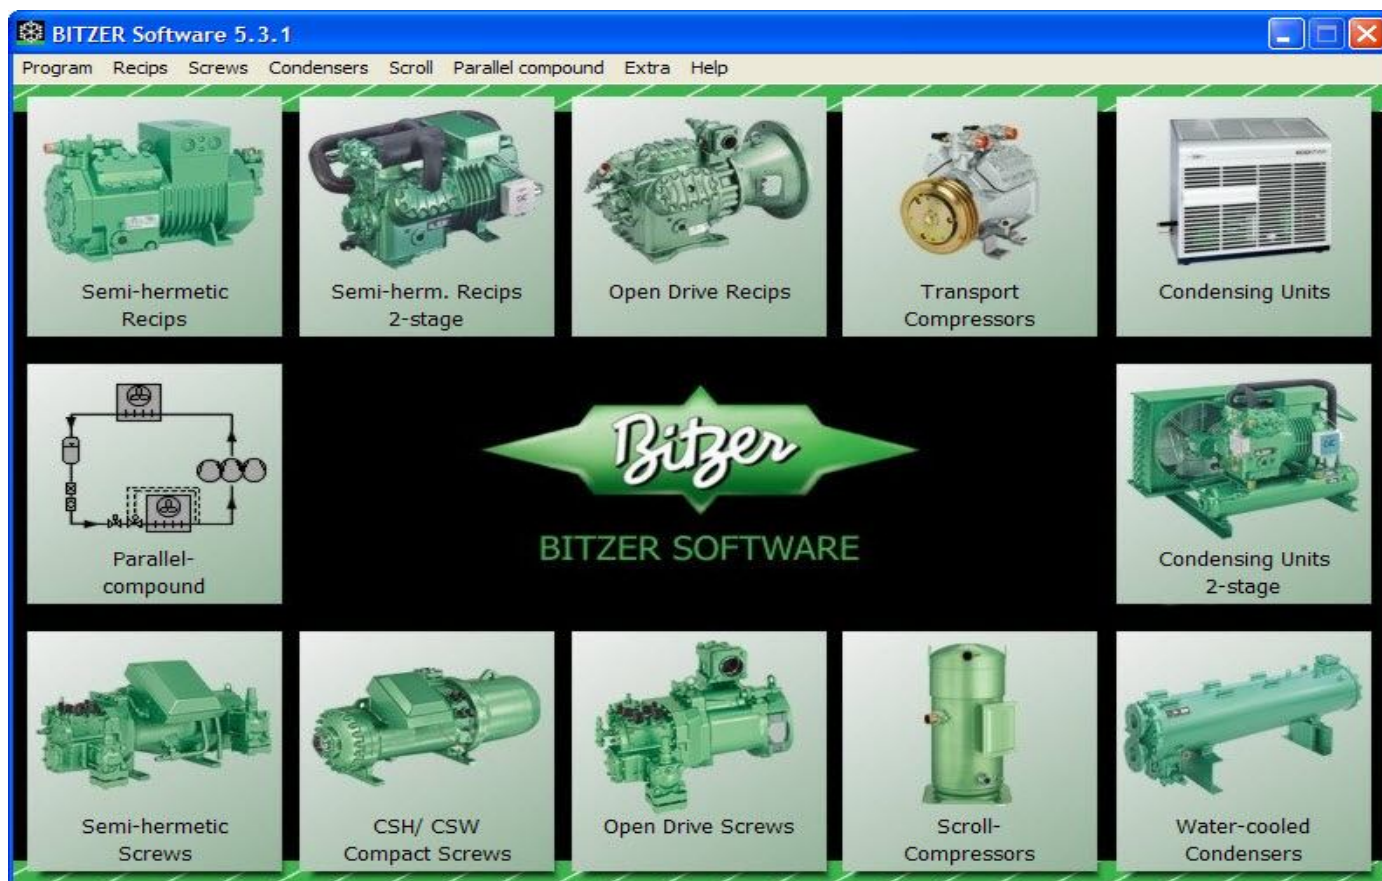 BITZER Software 5.3.1
Program Recips Screws Condensers Scroll Parallel compound Extra Help
Semi-hermetic
Recips
Semi-herm. Recips
2-stage
Open Drive Recips
Transport
Compressors
Condensing Units
Parallel-
compound
Bitzer
BITZER SOFTWARE
Condensing Units
2-stage
Semi-hermetic
Screws
CSH/ CSW
Compact Screws
Open Drive Screws
Scroll-
Compressors
Water-cooled
Condensers